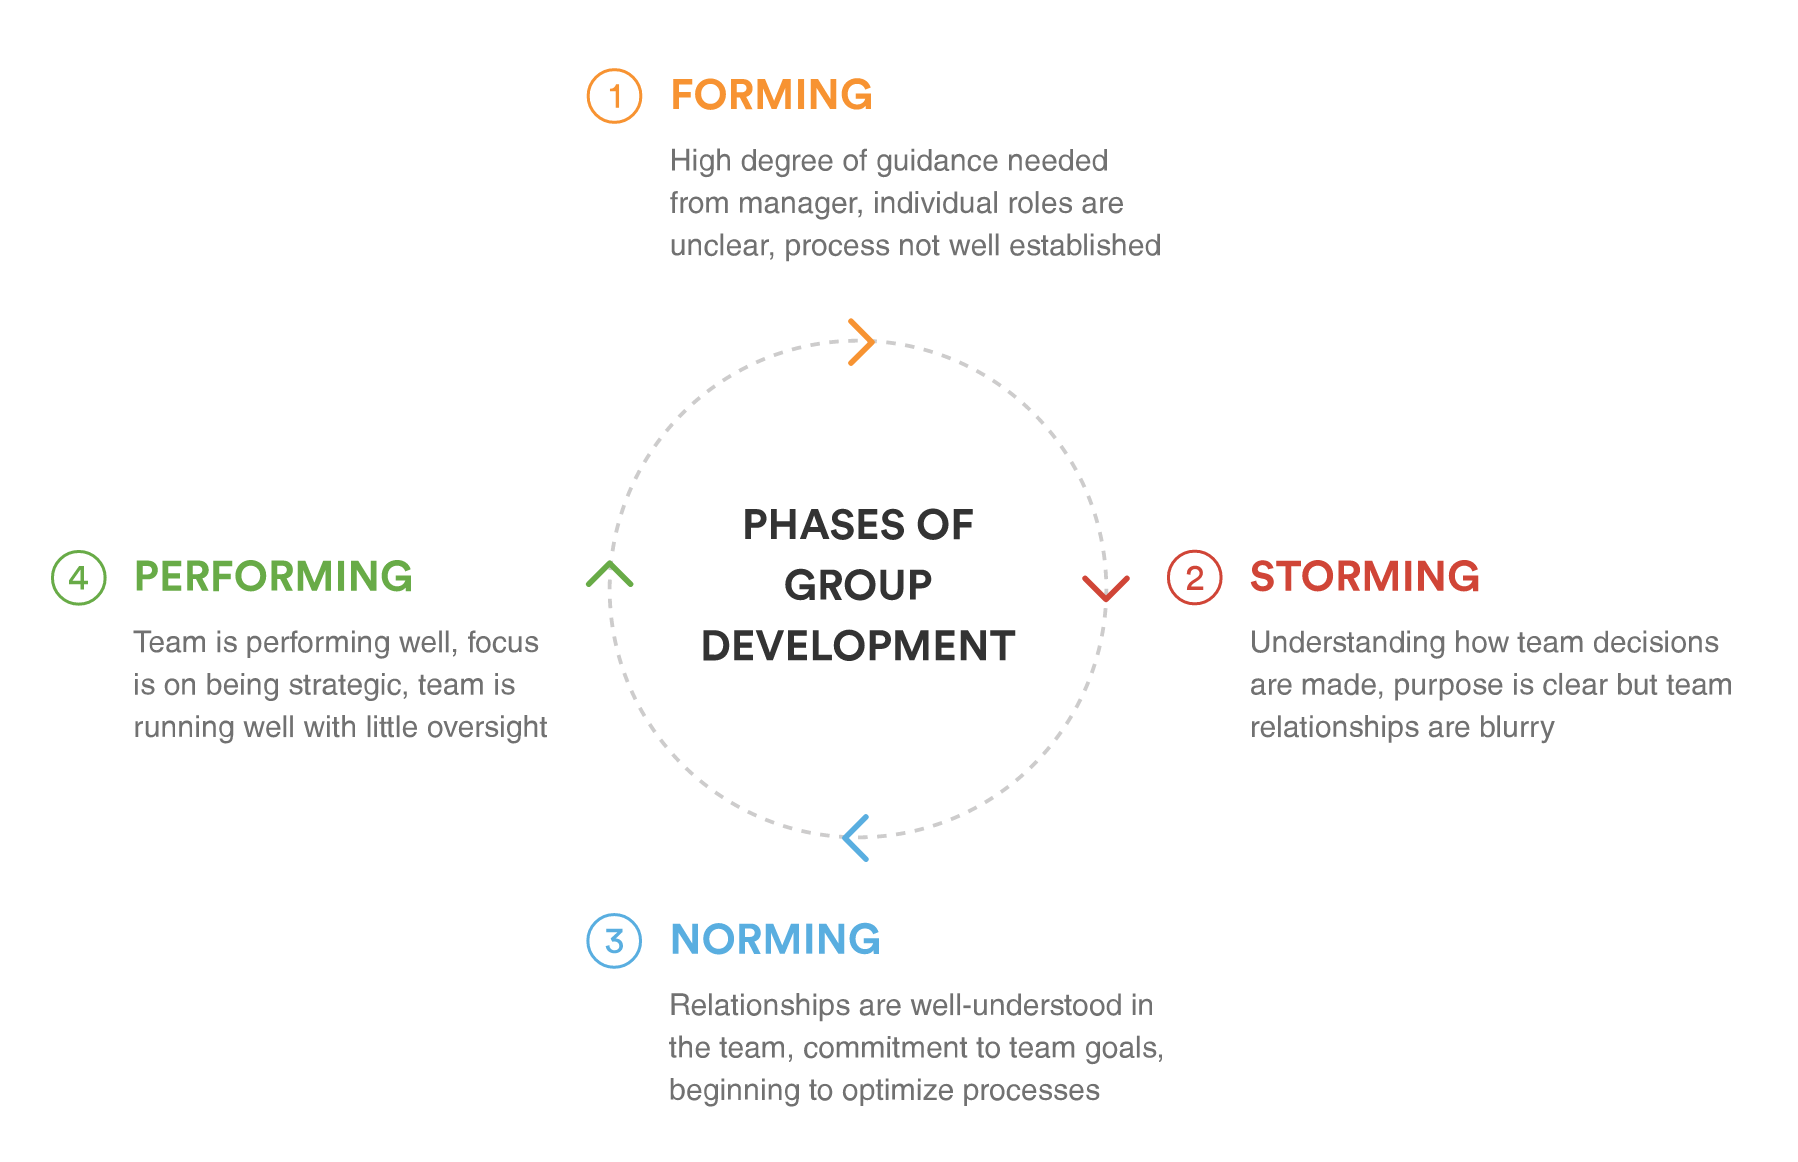 1 FORMING
High degree of guidance needed
from manager, individual roles are
unclear, process not well established
PHASES OF
GROUP
DEVELOPMENT
2 STORMING
Understanding how team decisions
are made, purpose is clear but team
relationships are blurry
3 NORMING
Relationships are well-understood in
the team, commitment to team goals,
beginning to optimize processes
4 PERFORMING
Team is performing well, focus
is on being strategic, team is
running well with little oversight